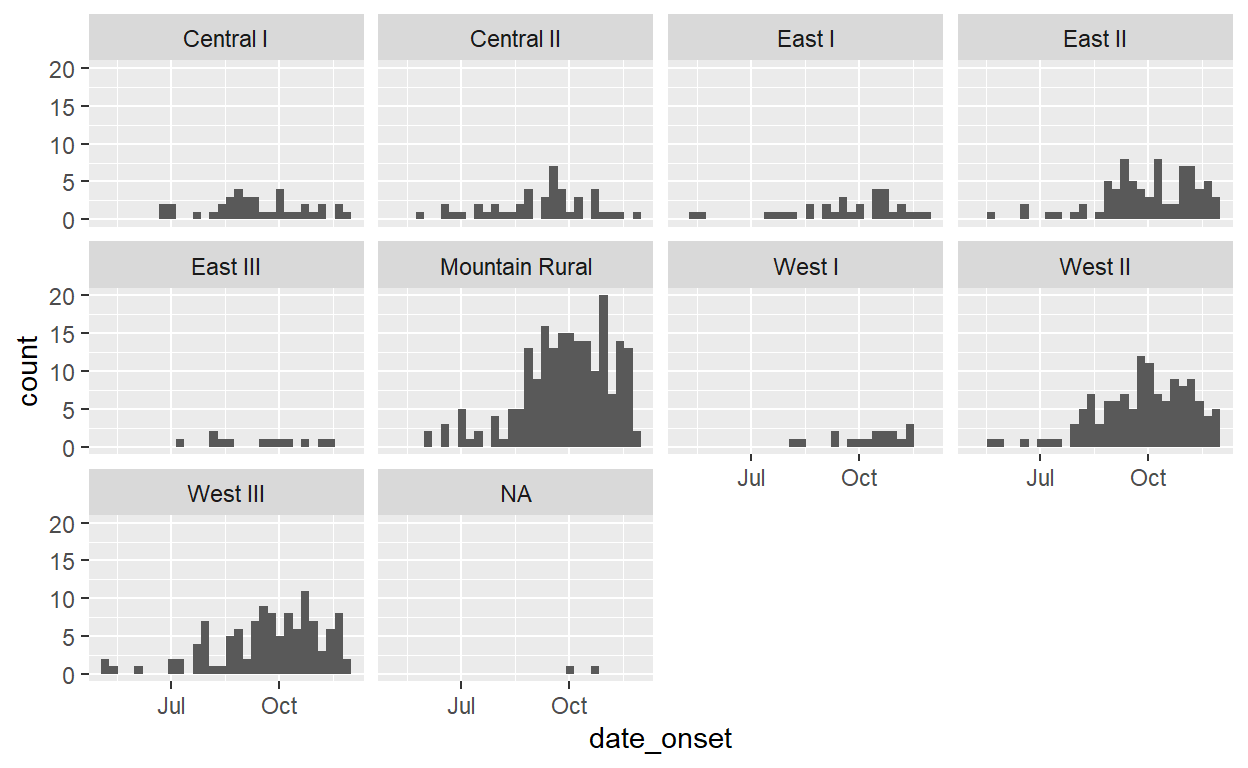 Central I
Central II
East I
East II
20
15
10
5
0
East III
Mountain Rural
West I
West II
20
15
10
5
0
count
Jul
Oct
Jul
Oct
West III
NA
20
15
10
5
0
Jul
Oct
Jul
Oct
date_onset